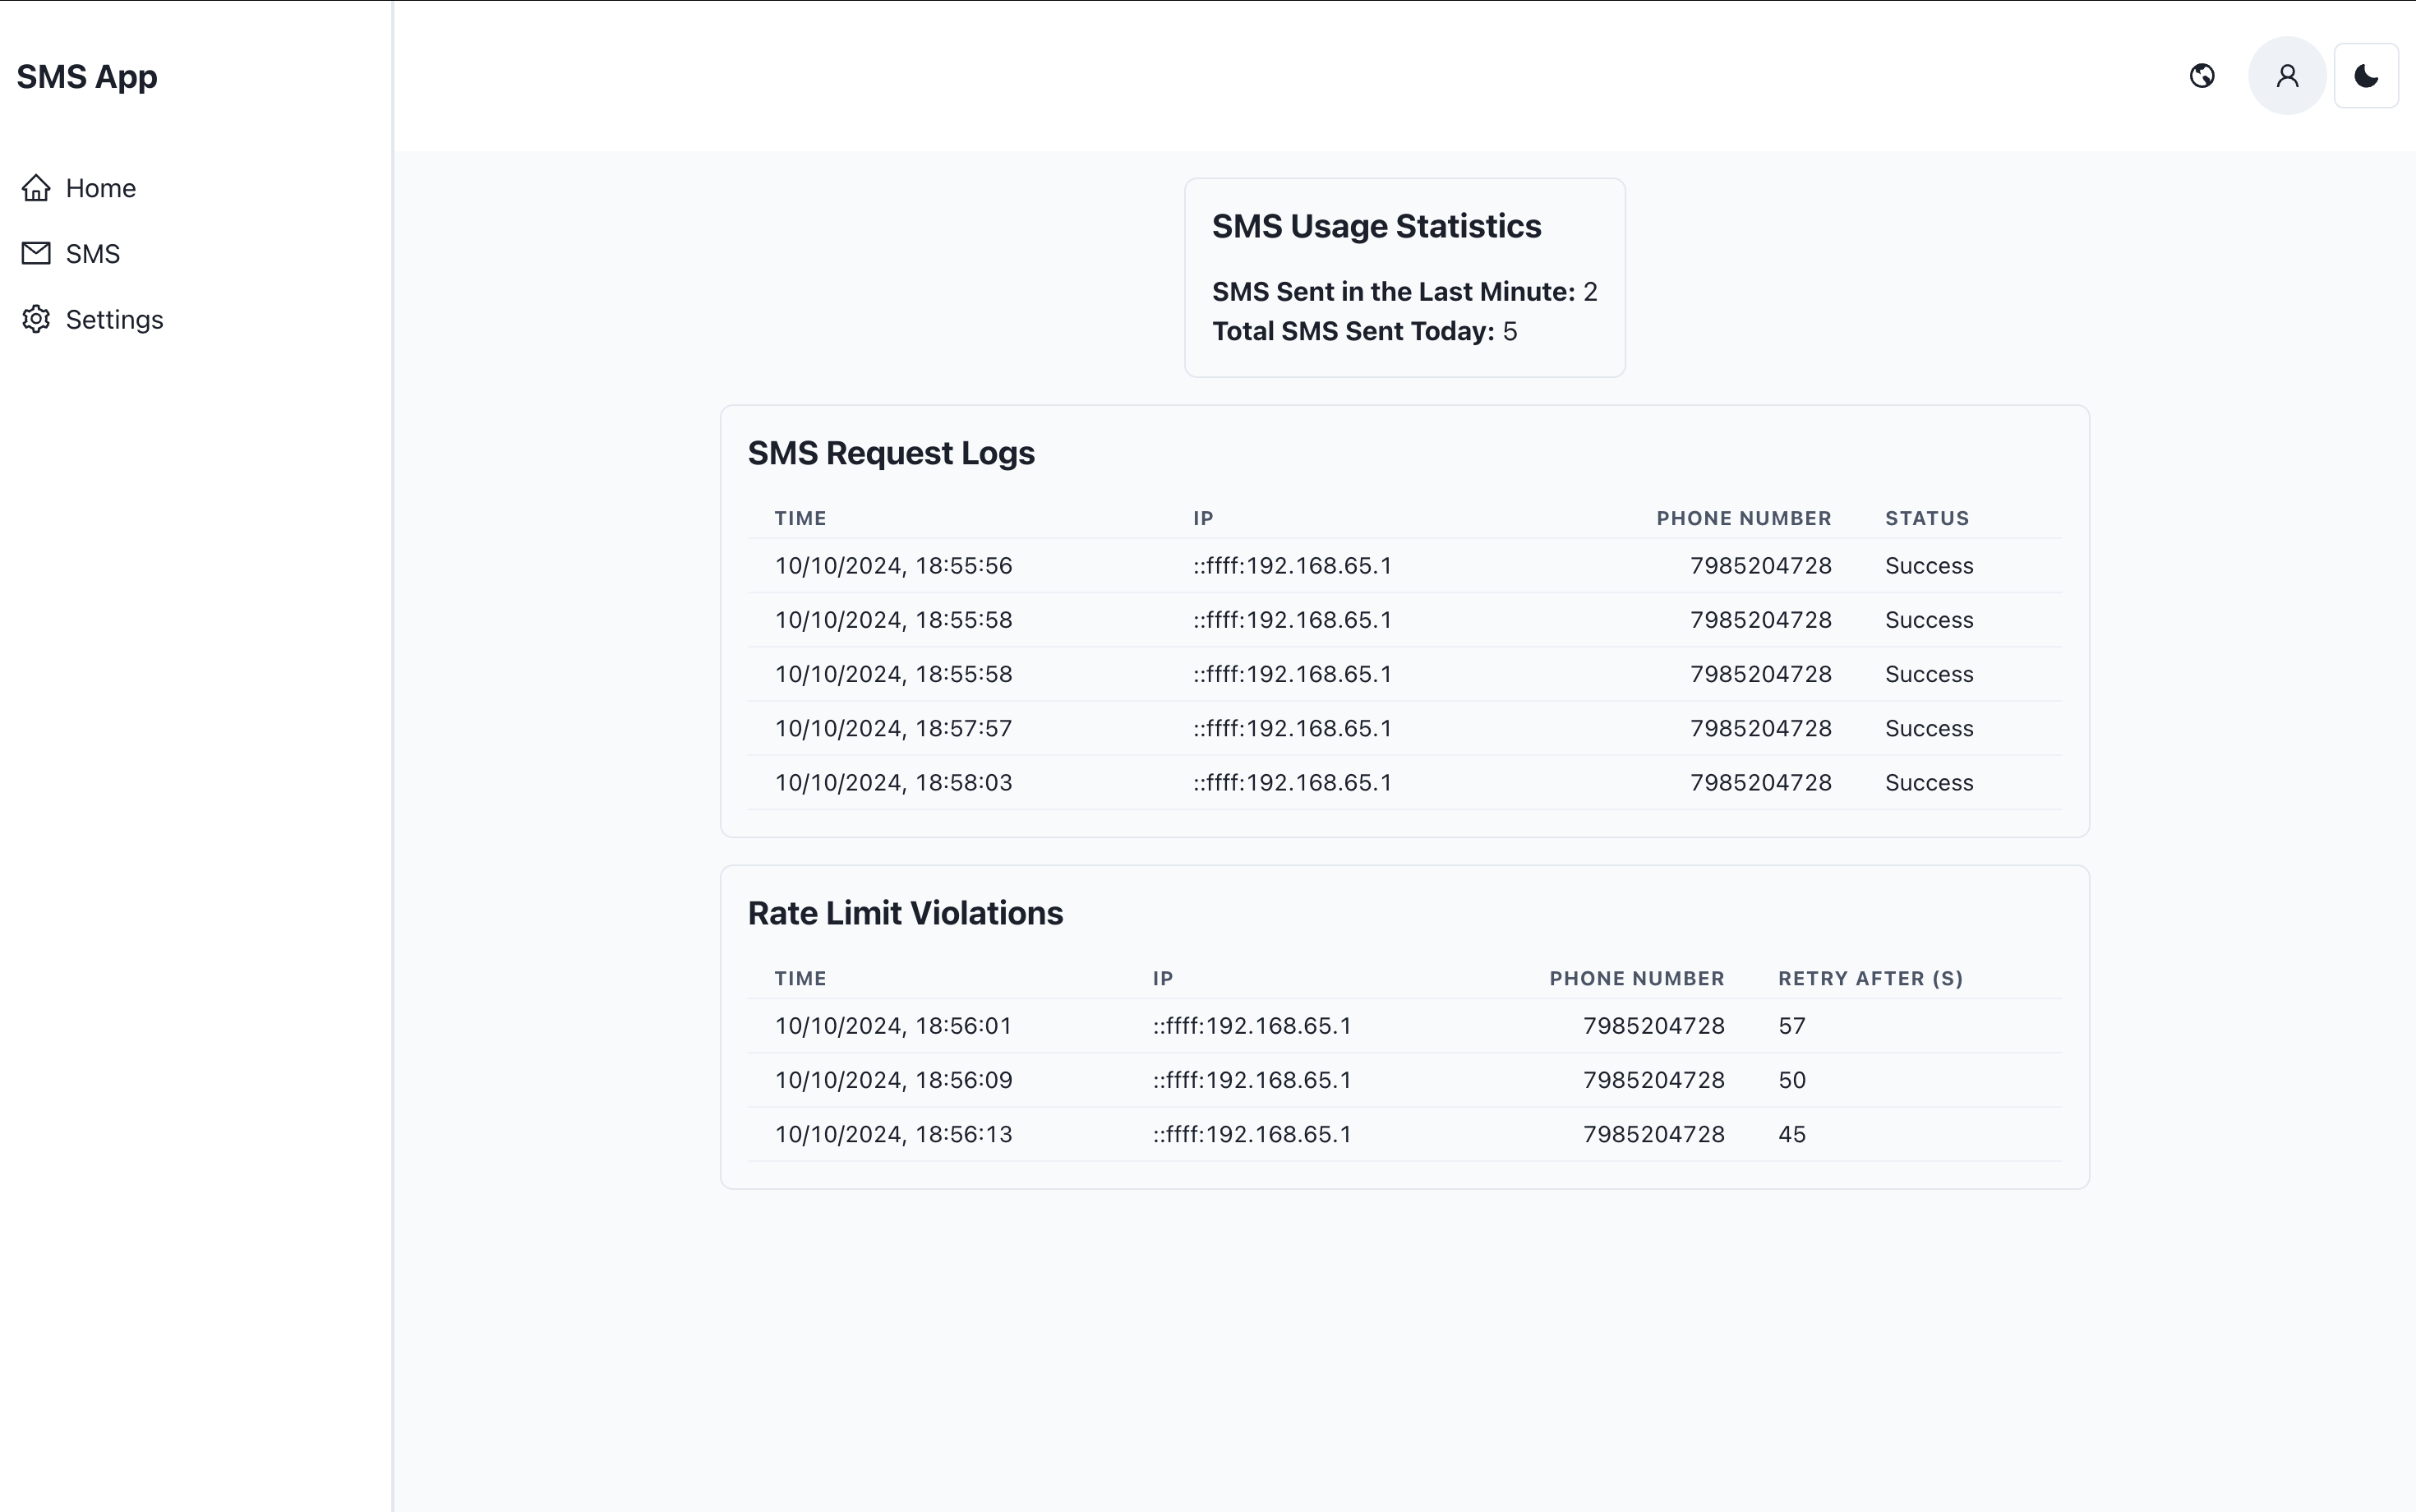 SMS App
Home
SMS
Settings
SMS Usage Statistics
SMS Sent in the Last Minute: 2
Total SMS Sent Today: 5
SMS Request Logs
TIME IP PHONE NUMBER STATUS
10/10/2024, 18:55:56 ::ffff:192.168.65.1 7985204728 Success
10/10/2024, 18:55:58 ::ffff:192.168.65.1 7985204728 Success
10/10/2024, 18:55:58 ::ffff:192.168.65.1 7985204728 Success
10/10/2024, 18:57:57 ::ffff:192.168.65.1 7985204728 Success
10/10/2024, 18:58:03 ::ffff:192.168.65.1 7985204728 Success
Rate Limit Violations
TIME IP PHONE NUMBER RETRY AFTER (S)
10/10/2024, 18:56:01 ::ffff:192.168.65.1 7985204728 57
10/10/2024, 18:56:09 ::ffff:192.168.65.1 7985204728 50
10/10/2024, 18:56:13 ::ffff:192.168.65.1 7985204728 45